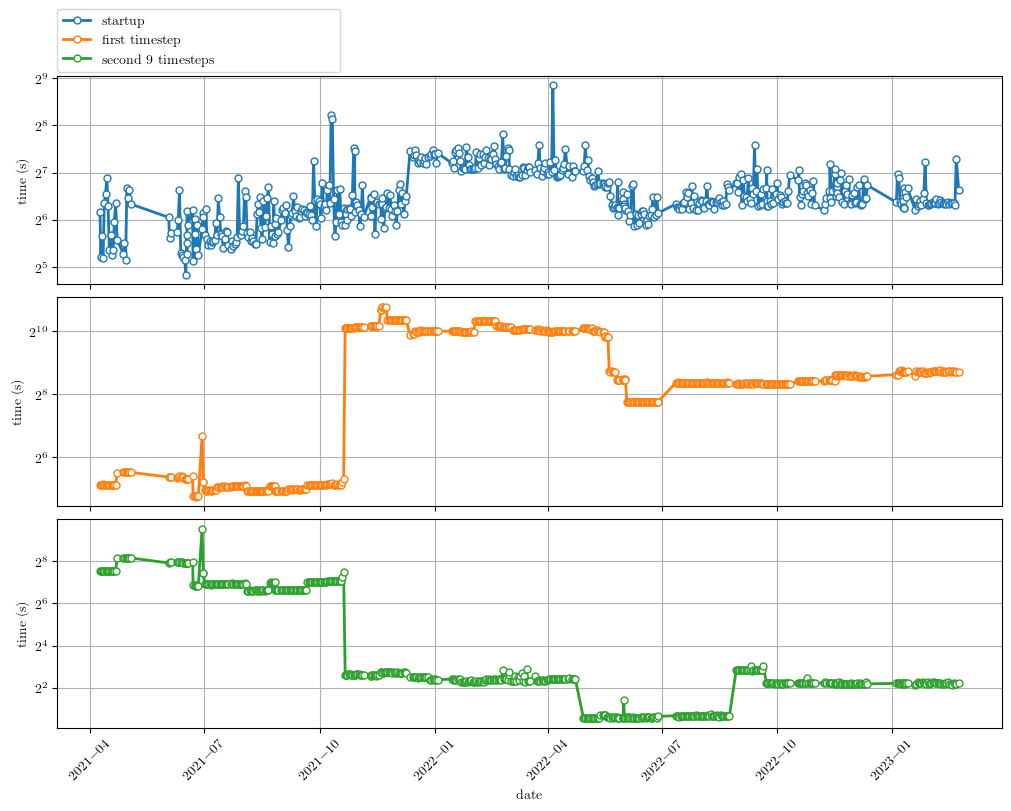 startup
first timestep
second 9 timesteps
2^9
2^8
2^7
2^6
2^5
time (s)
2^10
2^8
2^6
time (s)
2^8
2^6
2^4
2^2
time (s)
2021-04
2021-07
2021-10
2022-01
2022-04
2022-07
2022-10
2023-01
date